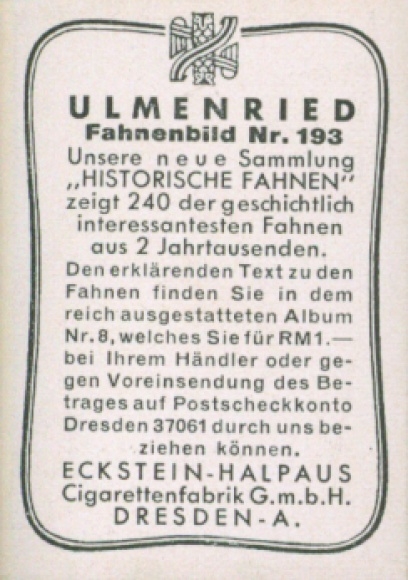 ULMENRIED
Fahnenbild Nr. 193
Unsere neue Sammlung
„HISTORISCHE FAHNEN"
zeigt 240 der geschichtlich
interessantesten Fahnen
aus 2 Jahrtausenden.
Den erklärenden Text zu den
Fahnen finden Sie in dem
reich ausgestatteten Album
Nr. 8, welches Sie für RM 1.—
bei Ihrem Händler oder ge-
gen Voreinsendung des Be-
trages auf Postscheckkonto
Dresden 37061 durch uns be-
ziehen können.
ECKSTEIN-HALPAUS
Cigarettenfabrik G.m.b.H.
DRESDEN-A.